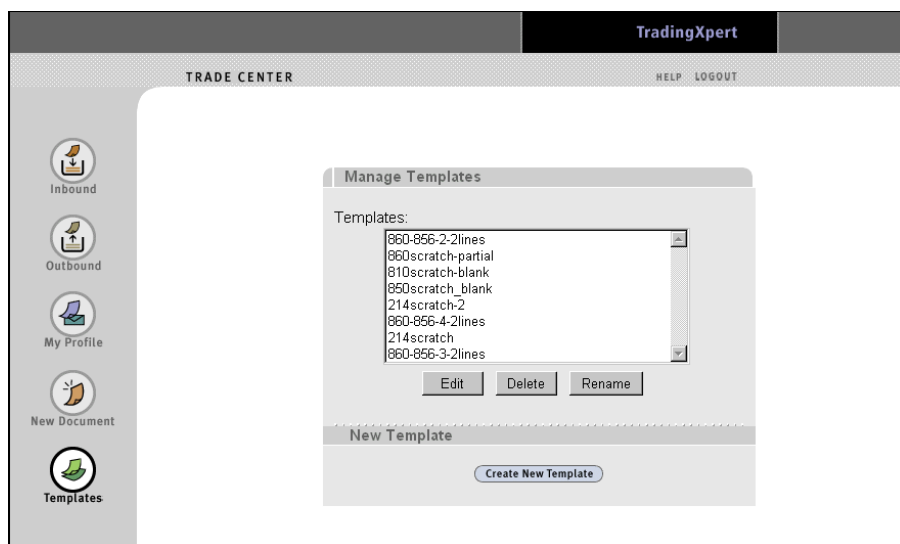 TradingXpert
TRADE CENTER
HELP LOGOUT
Inbound
Outbound
My Profile
New Document
Templates
Manage Templates
Templates:
860-856-2-2lines
860scratch-partial
810scratch-blank
850scratch_blank
214scratch-2
860-856-4-2lines
214scratch
860-856-3-2lines
Edit Delete Rename
New Template
Create New Template